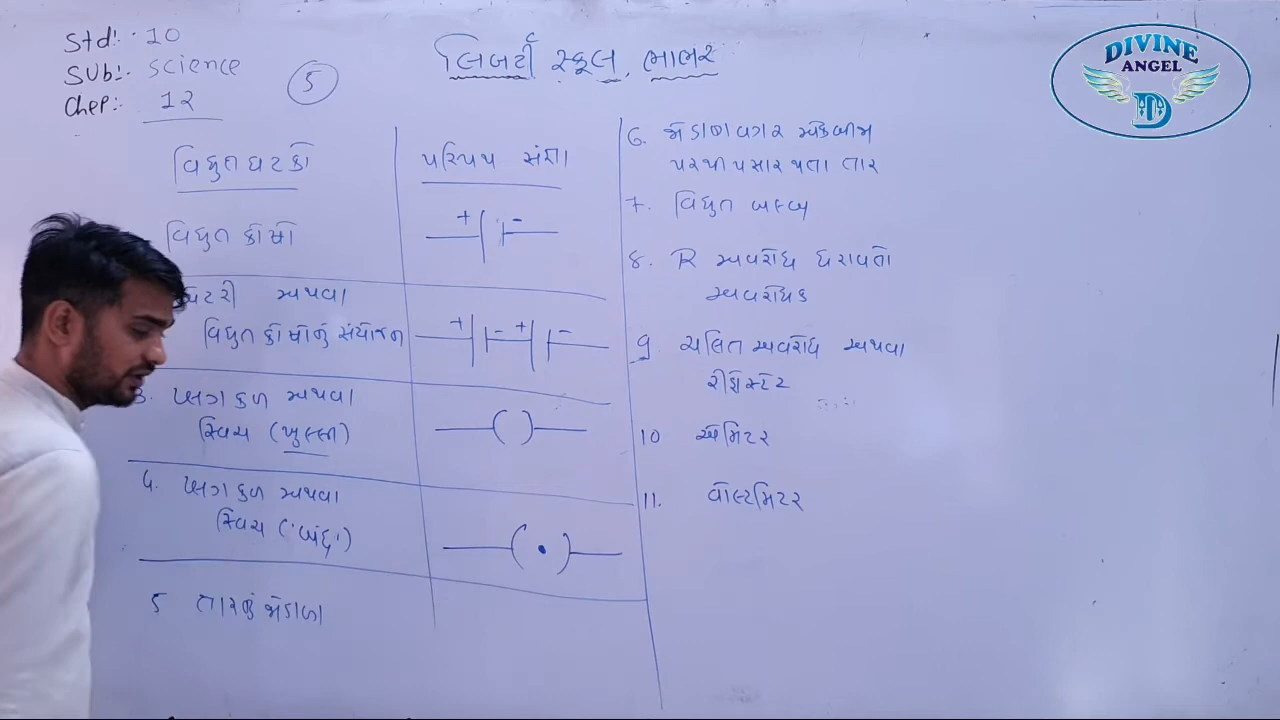 Std:- 10
Sub:- Science
Chep:- 12
5
લિબર્ટી સ્કૂલ, ભાભર
DIVINE
ANGEL
D
વિદ્યુત ઘટકો
પરિપથ સંજ્ઞા
વિદ્યુત કોષો
+ -
બેટરી અથવા
વિદ્યુત કોષોનું સંયોજન
+ - + -
3. પ્લગ કળ અથવા
સ્વિચ (ખુલ્લી)
4. પ્લગ કળ અથવા
સ્વિચ ('બંધ')
5 તારનું જોડાણ
6. જોડાણ વગર એકબીજા
પરથી પસાર થતા તાર
7. વિદ્યુત બલ્બ
8. R અવરોધ ધરાવતો
અવરોધક
9. ચલિત અવરોધ અથવા
રીહોસ્ટેટ
10 એમિટર
11. વોલ્ટમિટર